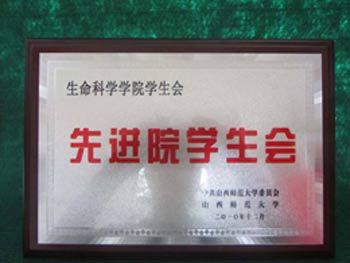 生命科学学院学生会
先进院学生会
中共山西师范大学委员会
山西师范大学
二〇一〇年十二月